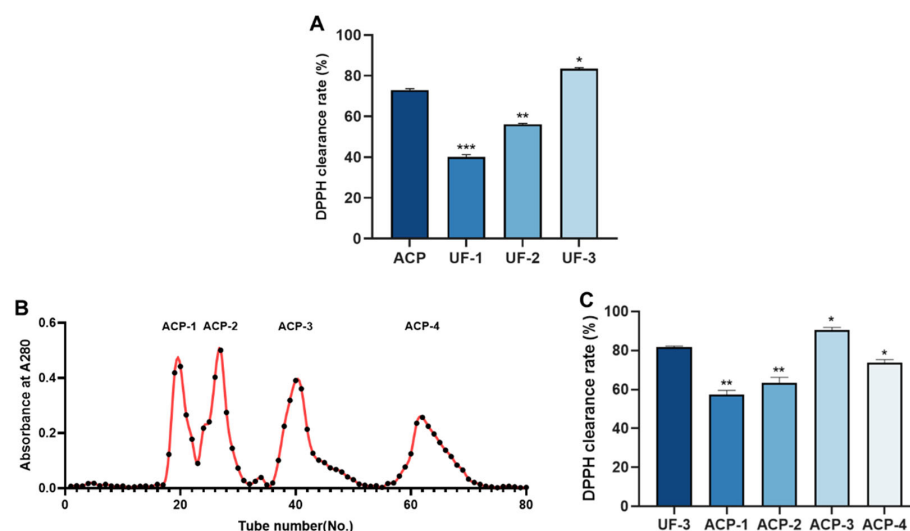 A
DPPH clearance rate (%)
100
80
60
40
20
0
*
***
**
ACP UF-1 UF-2 UF-3
B
Absorbance at A280
0.6
0.4
0.2
0.0
ACP-1 ACP-2 ACP-3 ACP-4
20 40 60 80
Tube number(No.)
C
DPPH clearance rate (%)
100
80
60
40
20
0
*
** ** *
UF-3 ACP-1 ACP-2 ACP-3 ACP-4